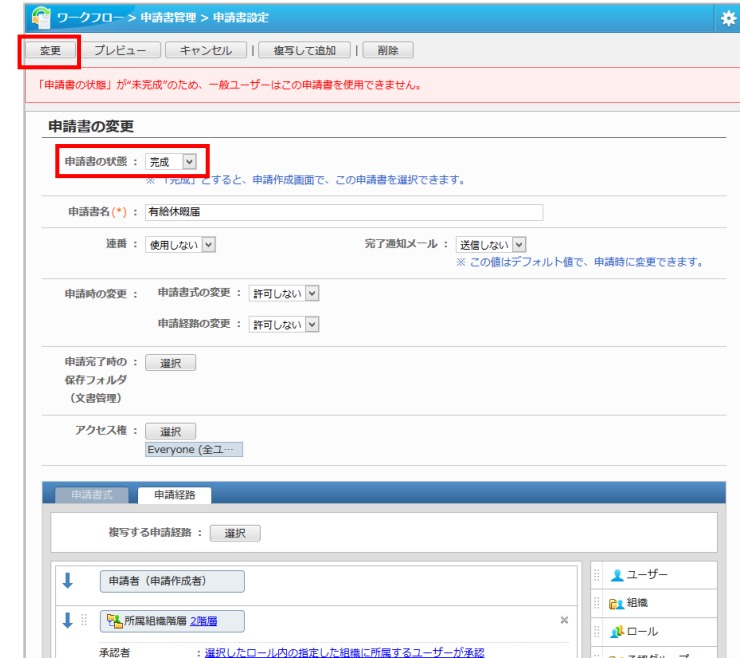 ワークフロー > 申請書管理 > 申請書設定
変更 プレビュー キャンセル | 複写して追加 | 削除
「申請書の状態」が“未完成”のため、一般ユーザーはこの申請書を使用できません。
申請書の変更
申請書の状態 : 完成
※ 「完成」とすると、申請作成画面で、この申請書を選択できます。
申請書名(*) : 有給休暇届
連番 : 使用しない 完了通知メール : 送信しない
※ この値はデフォルト値で、申請時に変更できます。
申請時の変更 : 申請書式の変更 : 許可しない
申請経路の変更 : 許可しない
申請完了時の : 選択
保存フォルダ
(文書管理)
アクセス権 : 選択
Everyone (全ユ…
申請書式 申請経路
複写する申請経路 : 選択
申請者(申請作成者)
所属組織階層 2階層
承認者 : 選択したロール内の指定した組織に所属するユーザーが承認
ユーザー
組織
ロール